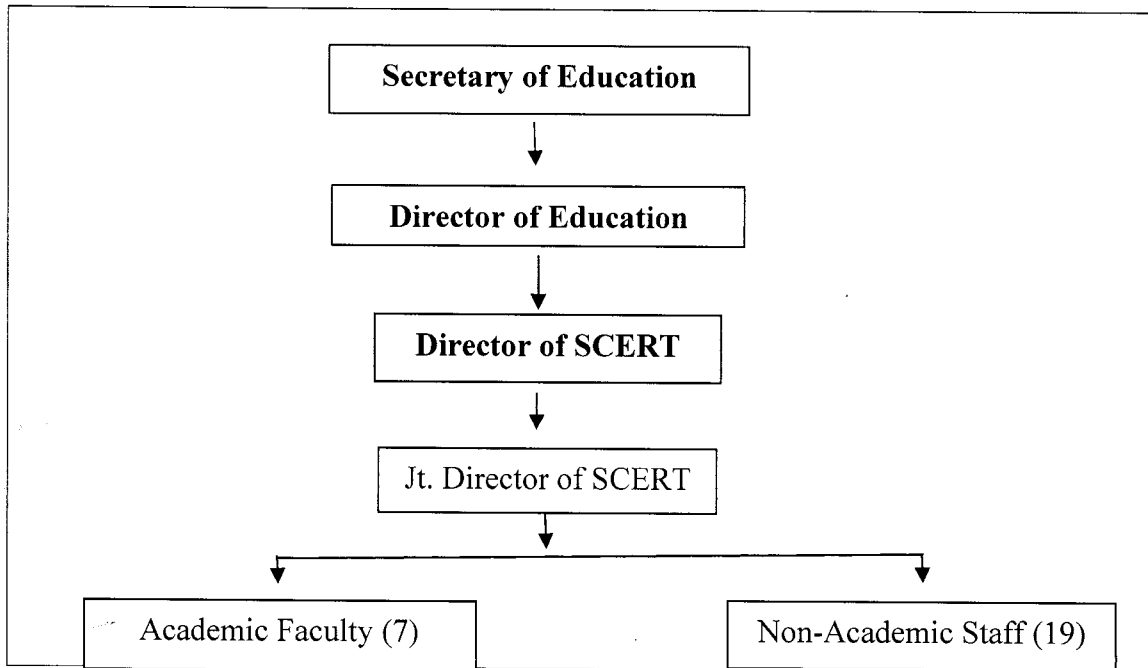 Secretary of Education
Director of Education
Director of SCERT
Jt. Director of SCERT
Academic Faculty (7)
Non-Academic Staff (19)